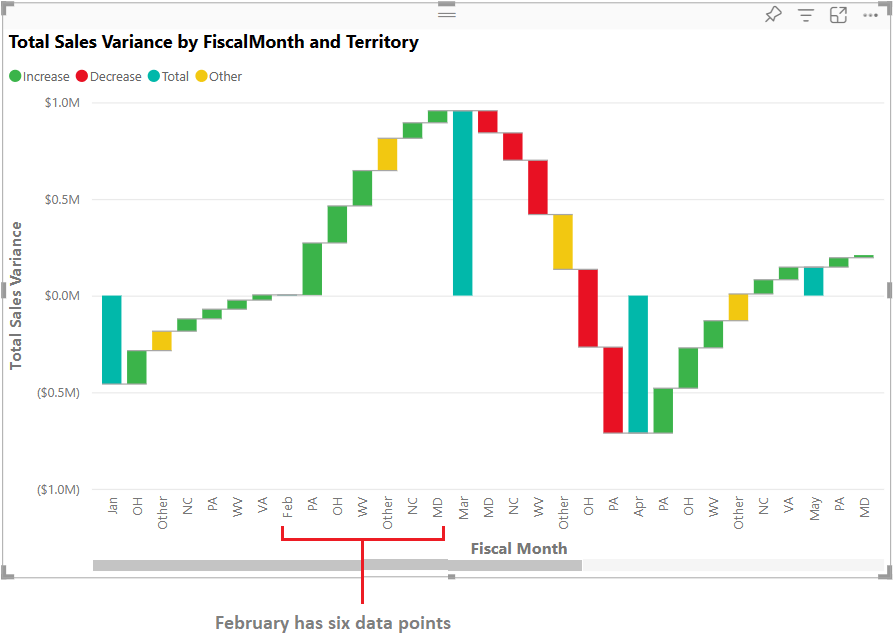 Total Sales Variance by FiscalMonth and Territory
Increase Decrease Total Other
$1.0M
$0.5M
$0.0M
($0.5M)
($1.0M)
Total Sales Variance
Jan OH Other NC PA WV VA Feb PA OH WV Other NC MD Mar MD NC WV Other OH PA Apr PA OH WV Other NC VA May PA MD
Fiscal Month
February has six data points